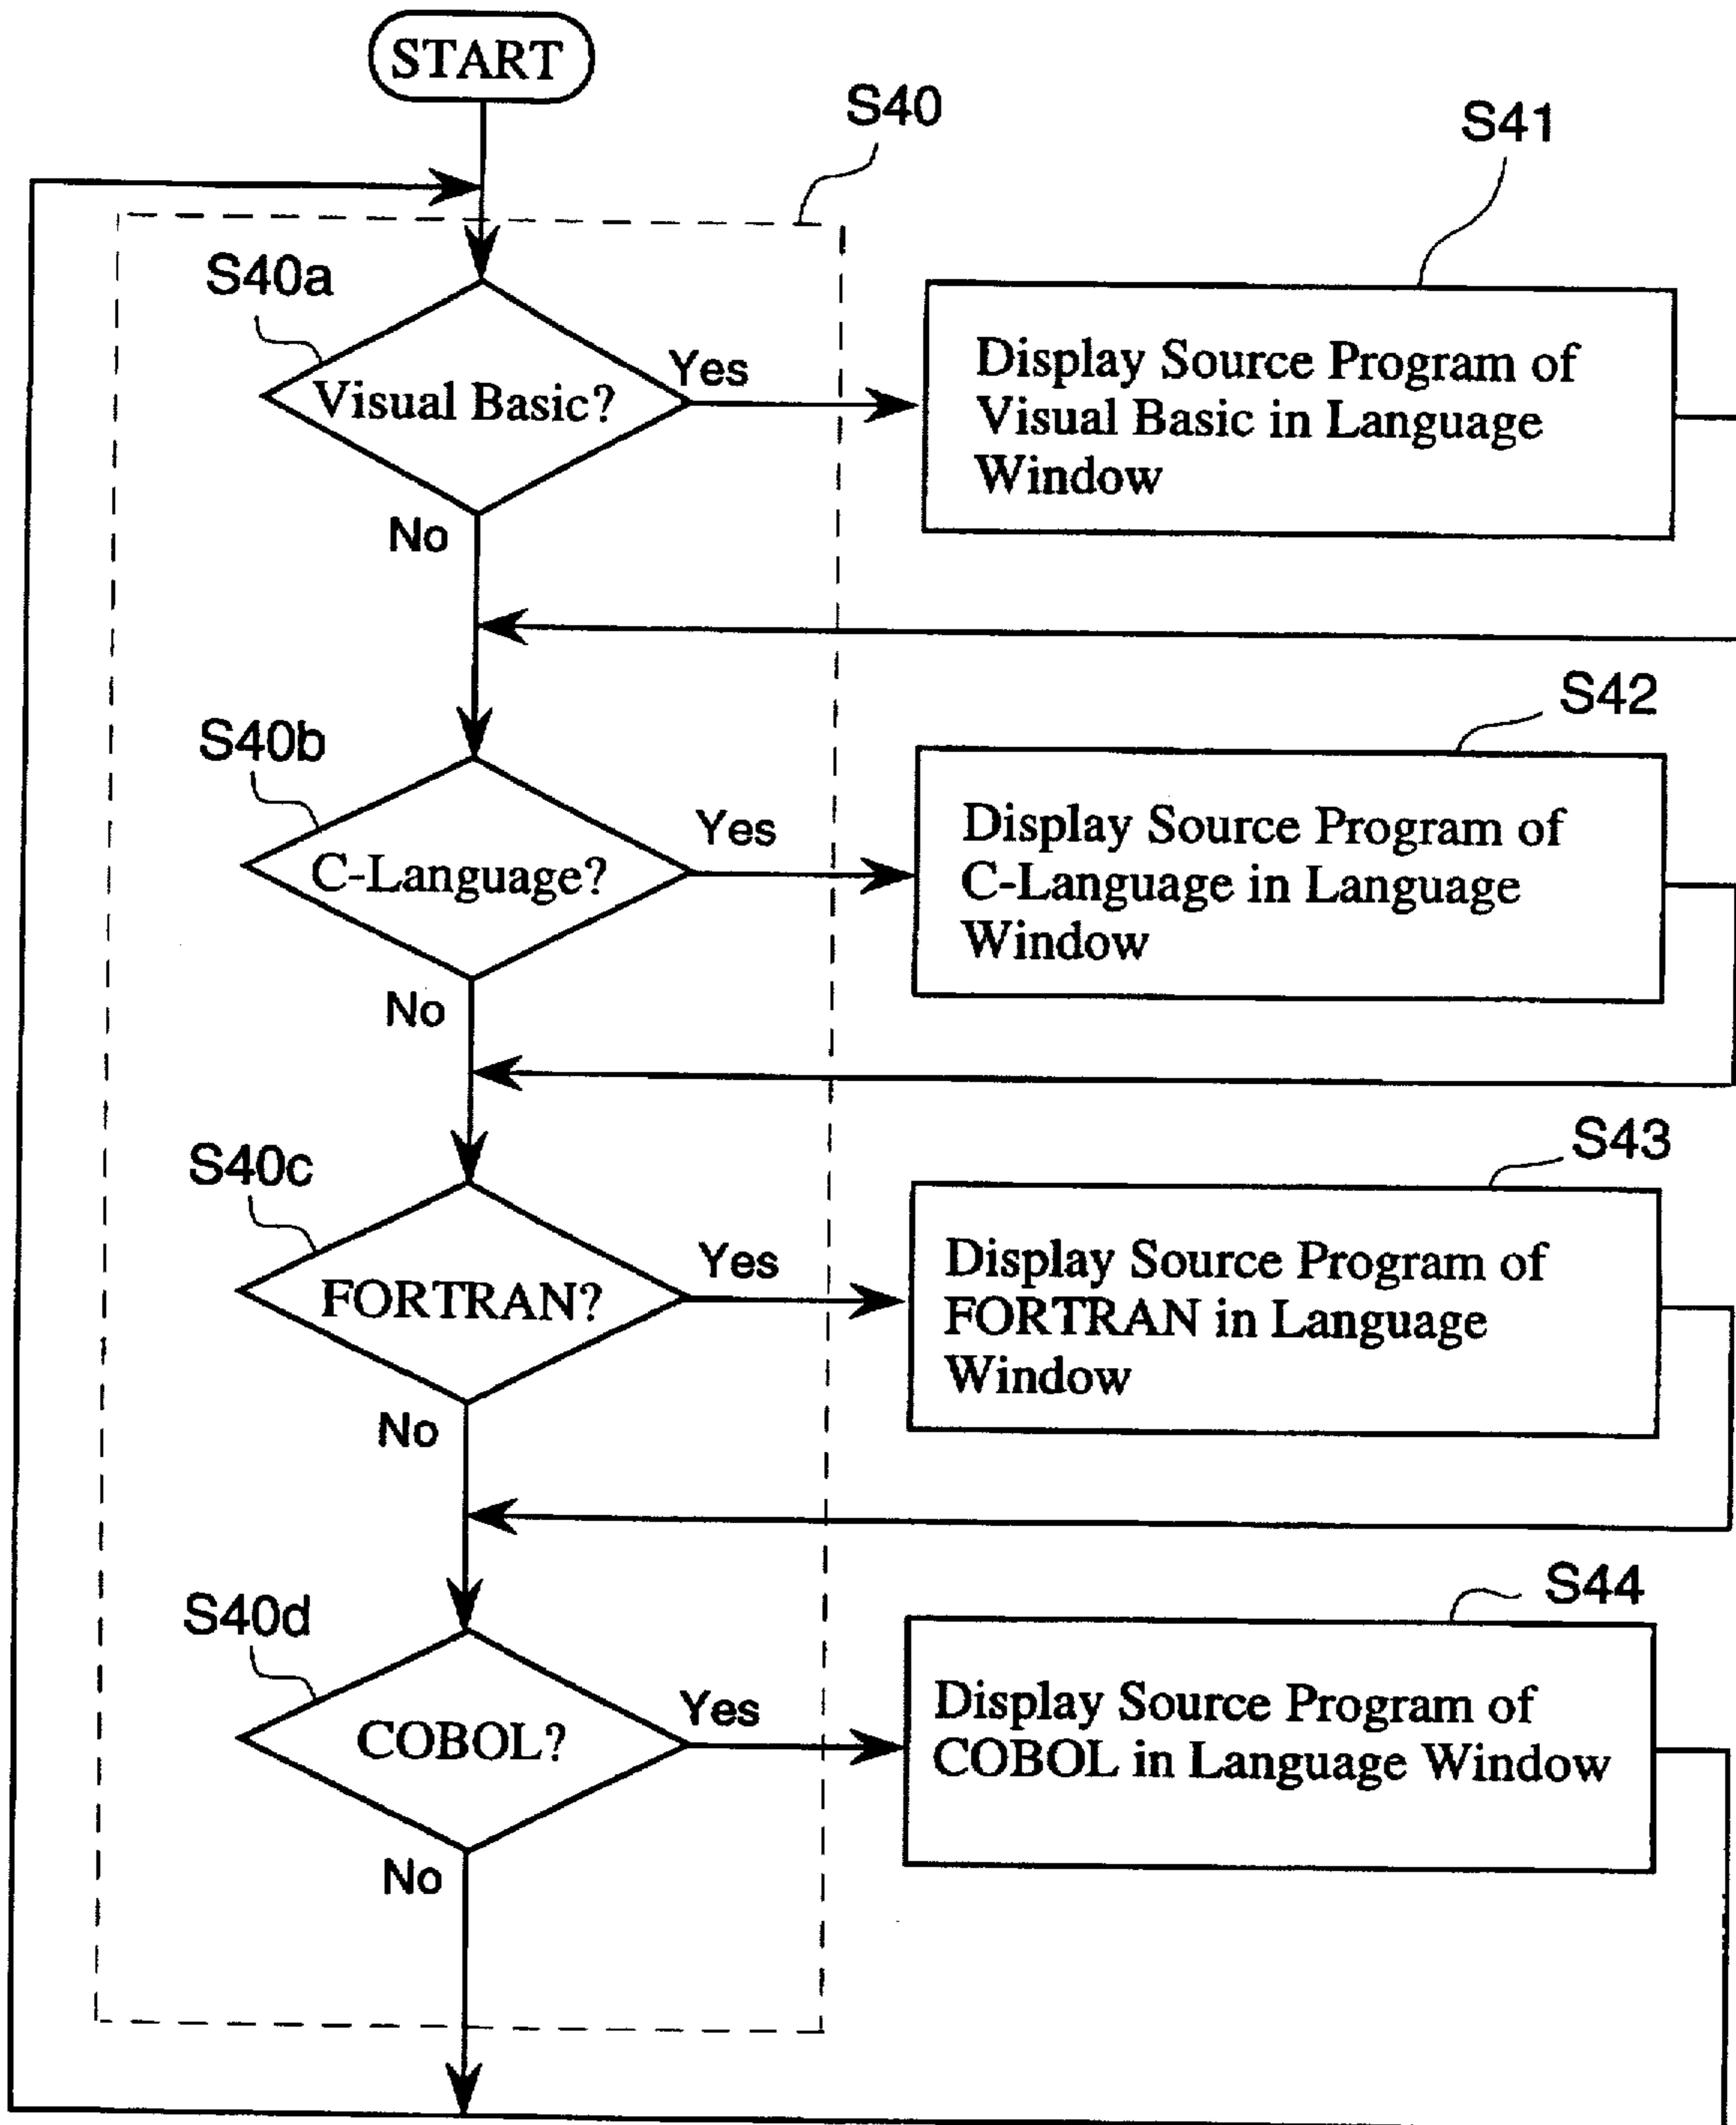 START
S40
S41
S40a
Visual Basic?
Yes
No
Display Source Program of
Visual Basic in Language
Window
S42
S40b
C-Language?
Yes
No
Display Source Program of
C-Language in Language
Window
S43
S40c
FORTRAN?
Yes
No
Display Source Program of
FORTRAN in Language
Window
S44
S40d
COBOL?
Yes
No
Display Source Program of
COBOL in Language Window